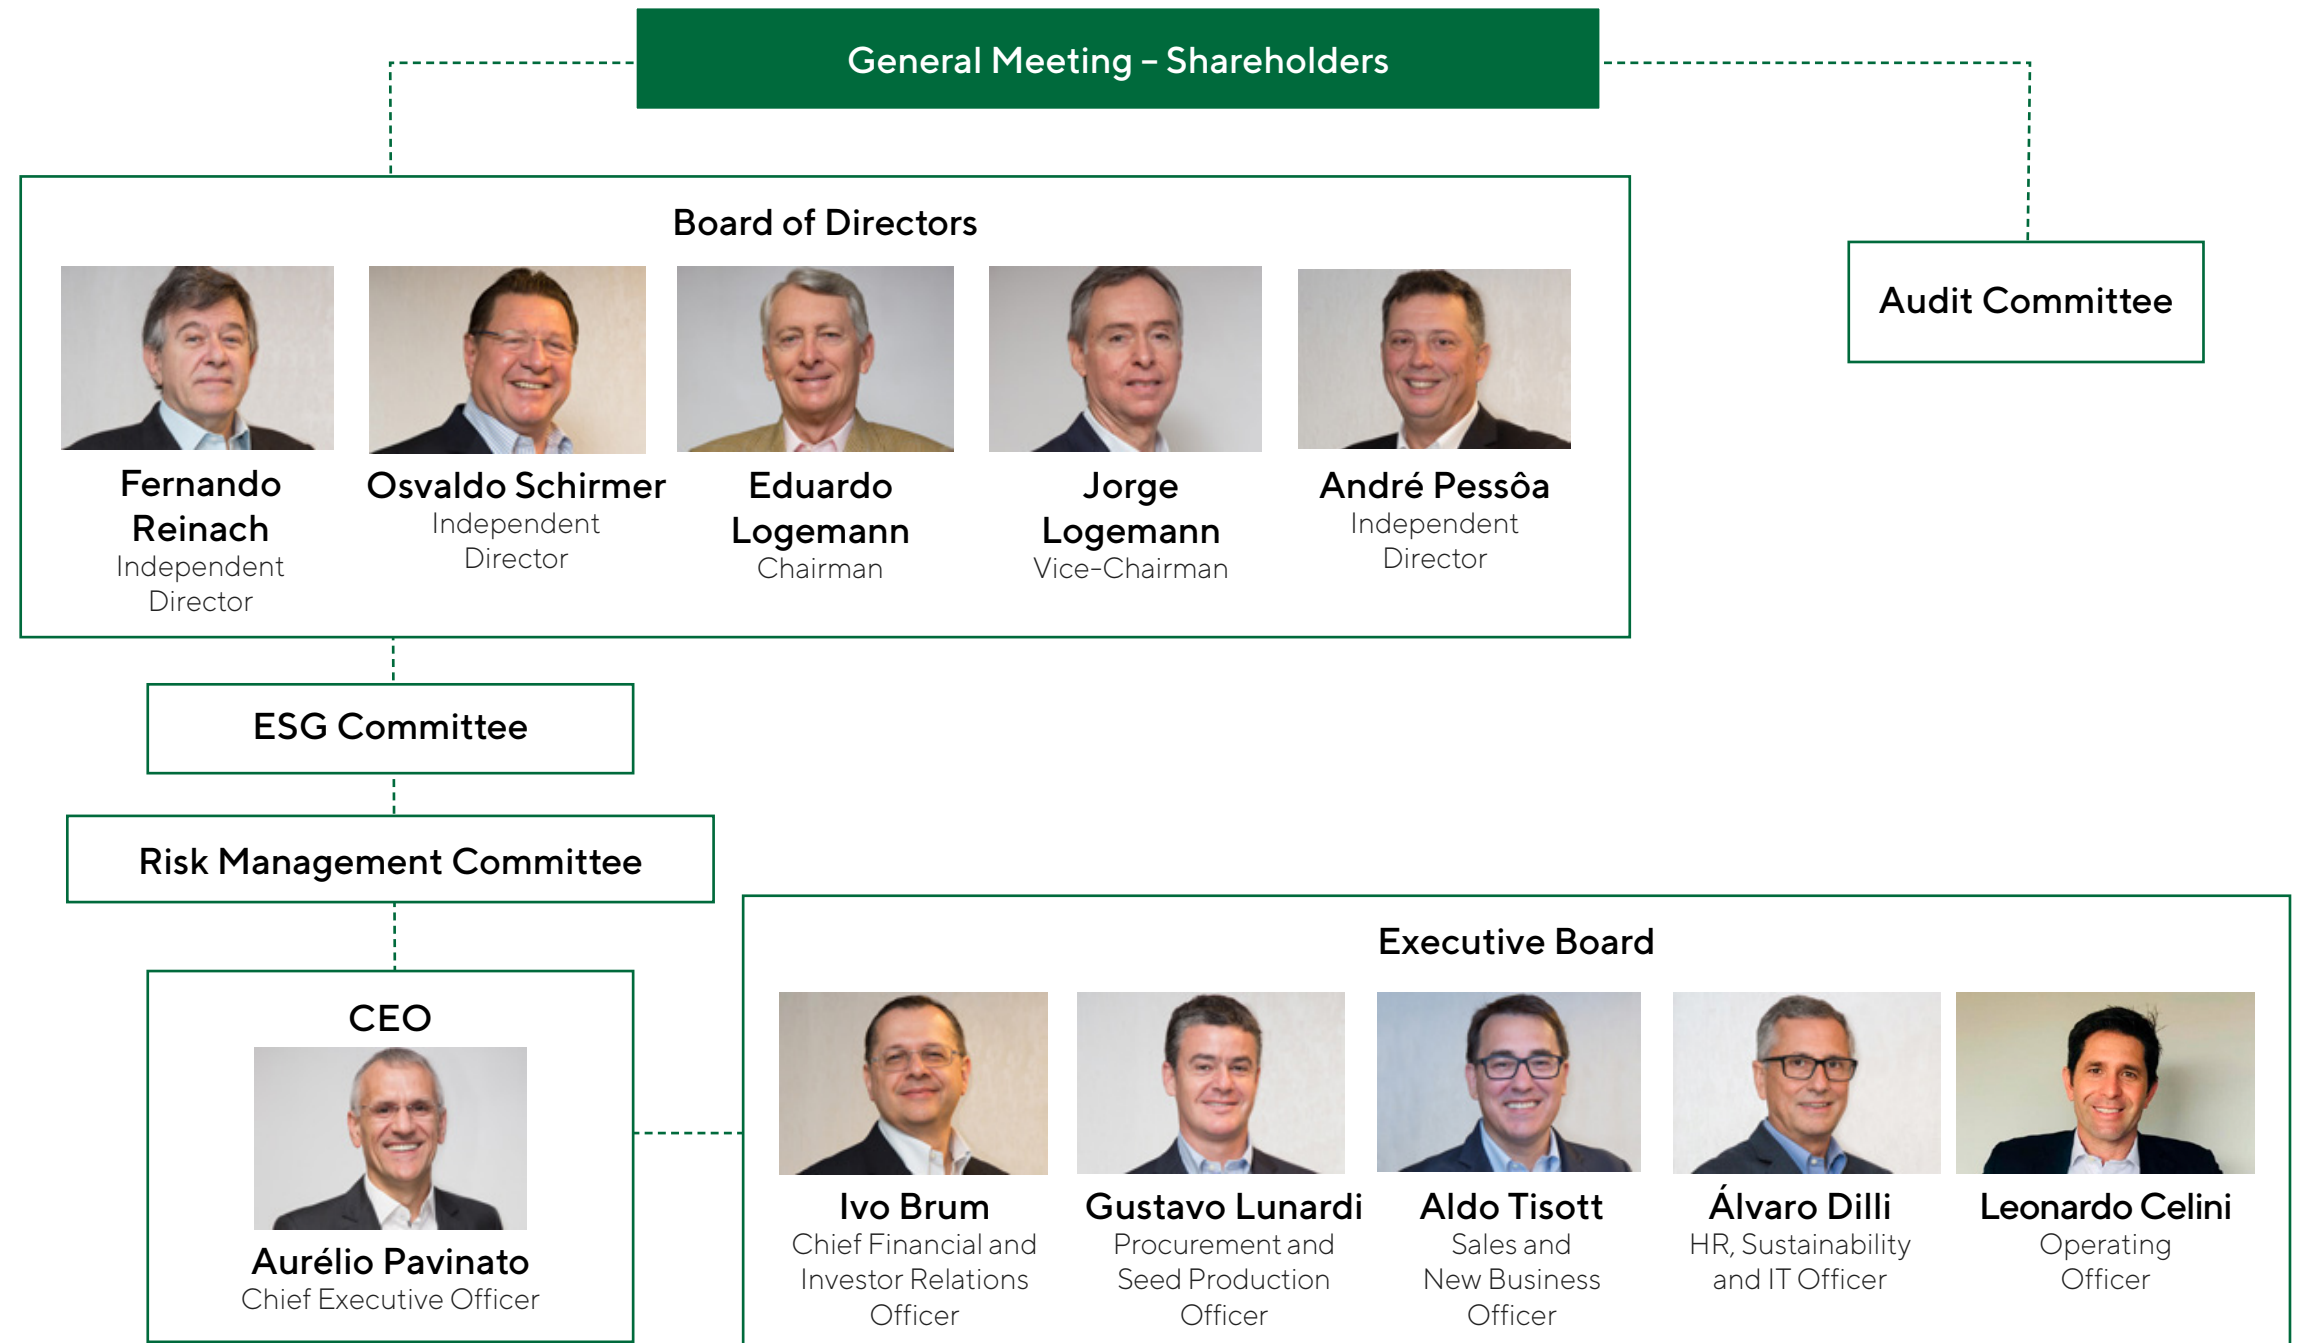 General Meeting – Shareholders
Board of Directors
Audit Committee
Fernando
Reinach
Independent
Director
Osvaldo Schirmer
Independent
Director
Eduardo
Logemann
Chairman
Jorge
Logemann
Vice-Chairman
André Pessôa
Independent
Director
ESG Committee
Risk Management Committee
CEO
Aurélio Pavinato
Chief Executive Officer
Executive Board
Ivo Brum
Chief Financial and
Investor Relations
Officer
Gustavo Lunardi
Procurement and
Seed Production
Officer
Aldo Tisott
Sales and
New Business
Officer
Álvaro Dilli
HR, Sustainability
and IT Officer
Leonardo Celini
Operating
Officer